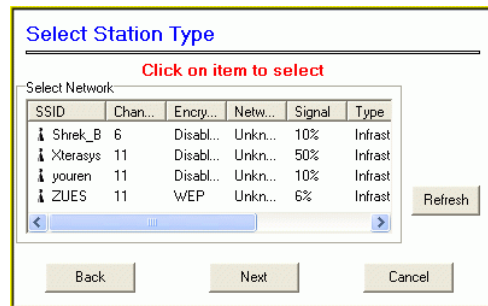 Select Station Type
Click on item to select
Select Network
SSID Chan... Encry... Netw... Signal Type
Shrek_B 6 Disabl... Unkn... 10% Infrast
Xterasys 11 Disabl... Unkn... 50% Infrast
youren 11 Disabl... Unkn... 10% Infrast
ZUES 11 WEP Unkn... 6% Infrast
Refresh
Back Next Cancel